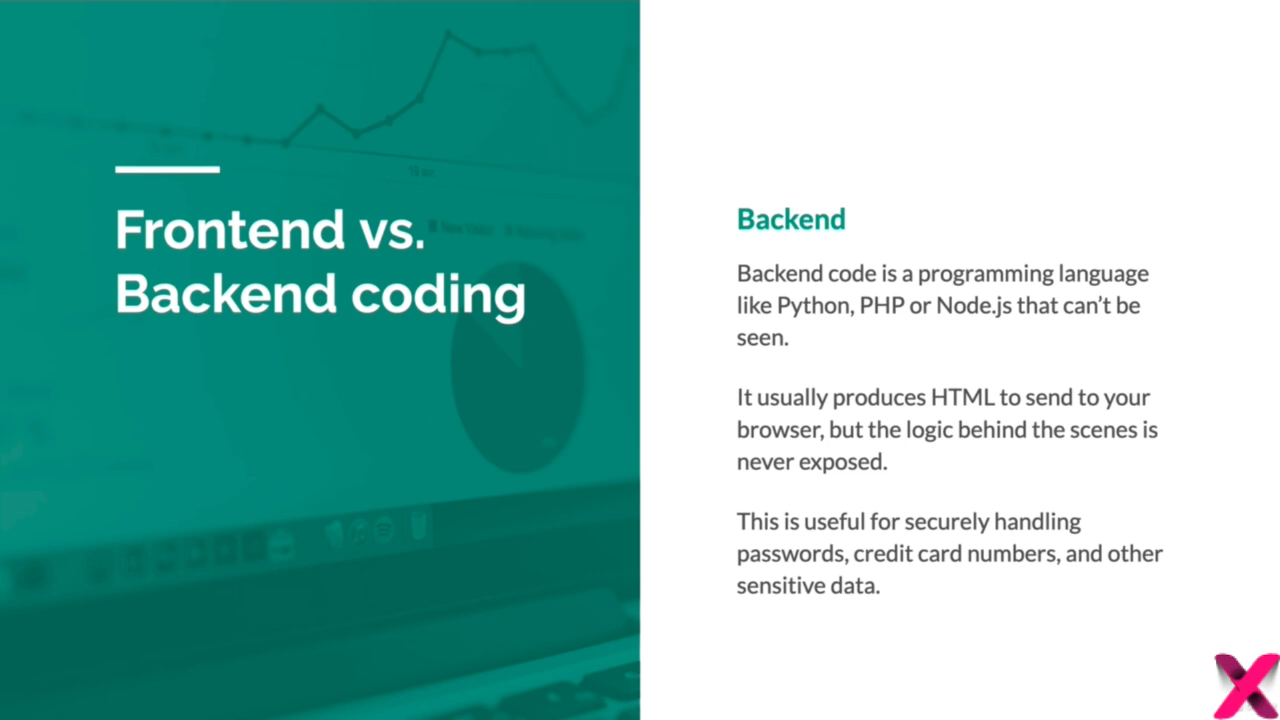 Frontend vs.
Backend coding
Backend
Backend code is a programming language
like Python, PHP or Node.js that can’t be
seen.
It usually produces HTML to send to your
browser, but the logic behind the scenes is
never exposed.
This is useful for securely handling
passwords, credit card numbers, and other
sensitive data.